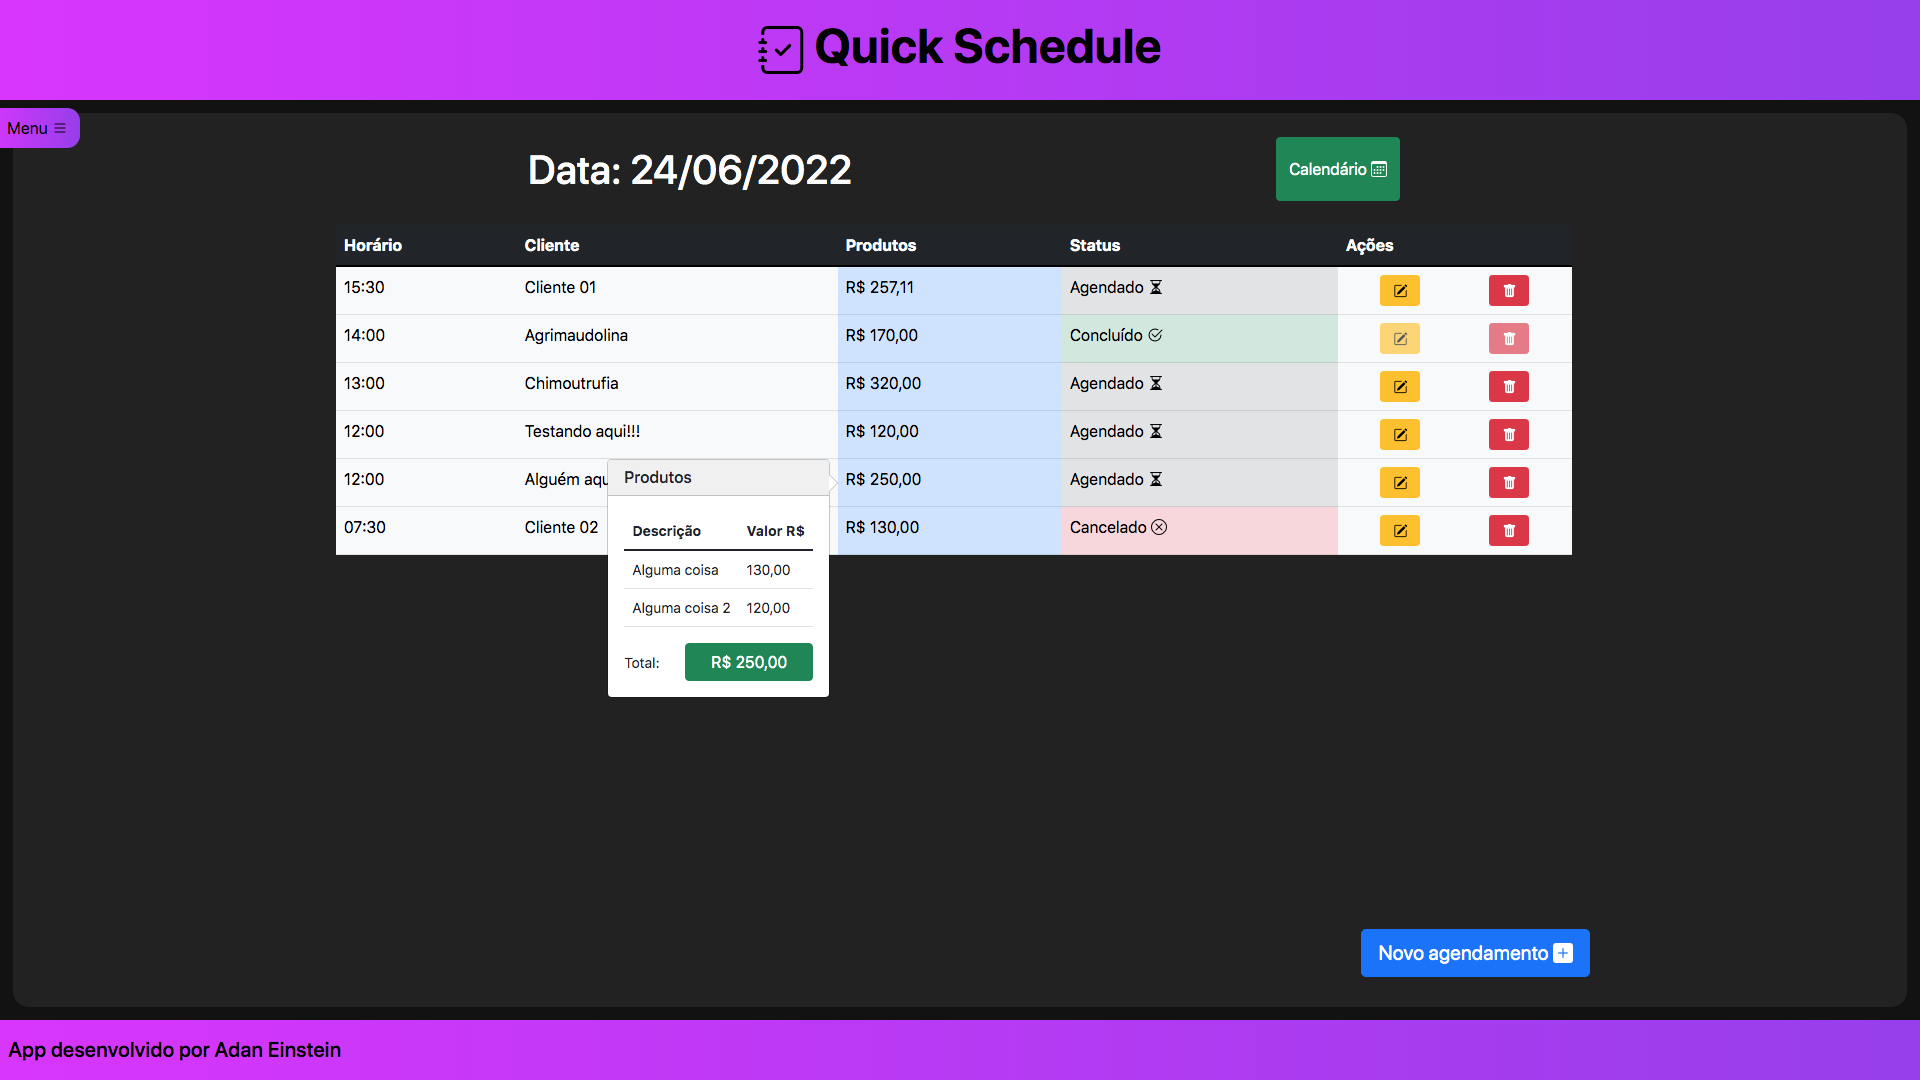 Quick Schedule
Menu
Data: 24/06/2022
Calendário
Horário Cliente Produtos Status Ações
15:30 Cliente 01 R$ 257,11 Agendado
14:00 Agrimaudolina R$ 170,00 Concluído
13:00 Chimoutrufia R$ 320,00 Agendado
12:00 Testando aqui!!! R$ 120,00 Agendado
12:00 Alguém aqu R$ 250,00 Agendado
07:30 Cliente 02 R$ 130,00 Cancelado
Produtos
Descrição Valor R$
Alguma coisa 130,00
Alguma coisa 2 120,00
Total: R$ 250,00
Novo agendamento
App desenvolvido por Adan Einstein